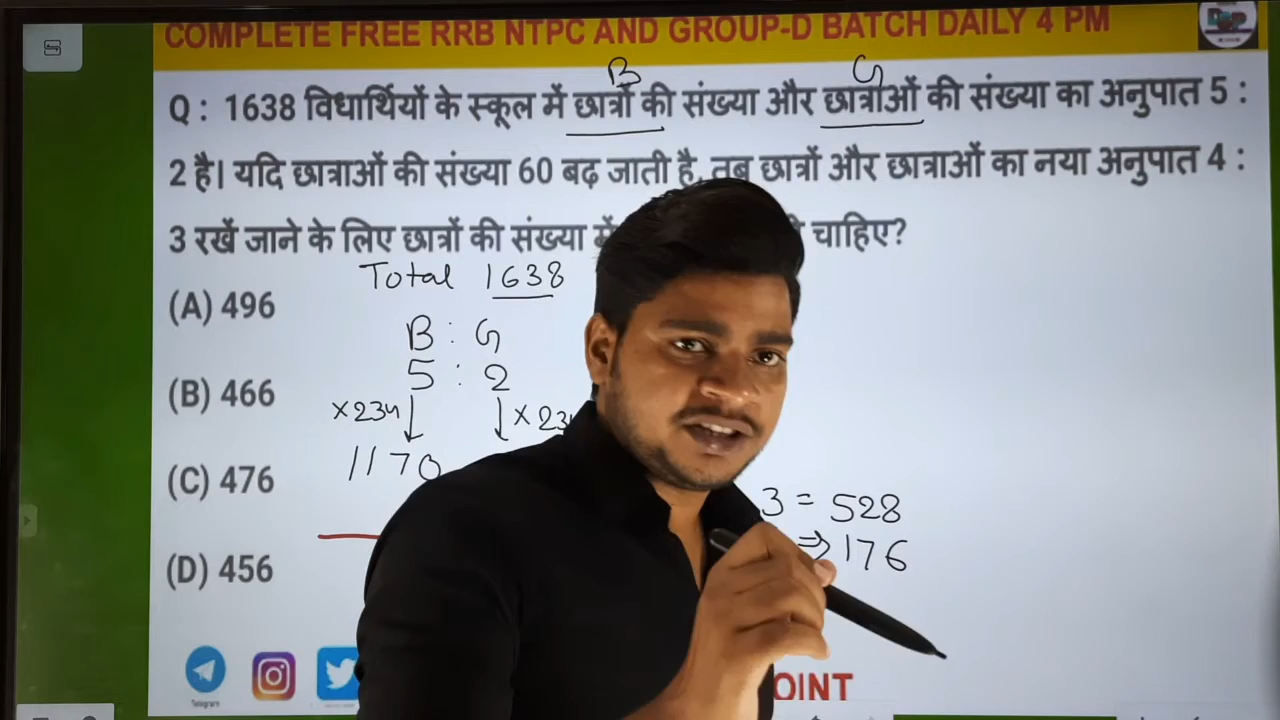 COMPLETE FREE RRB NTPC AND GROUP-D BATCH DAILY 4 PM
B G
Q : 1638 विधार्थियों के स्कूल में छात्रों की संख्या और छात्राओं की संख्या का अनुपात 5 :
2 है। यदि छात्राओं की संख्या 60 बढ़ जाती है, तब छात्रों और छात्राओं का नया अनुपात 4 :
3 रखें जाने के लिए छात्रों की संख्या में चाहिए?
Total 1638
(A) 496
B : G
5 : 2
(B) 466
×234 ×23
1170
(C) 476
3 = 528
⇒ 176
(D) 456
Telegram
OINT